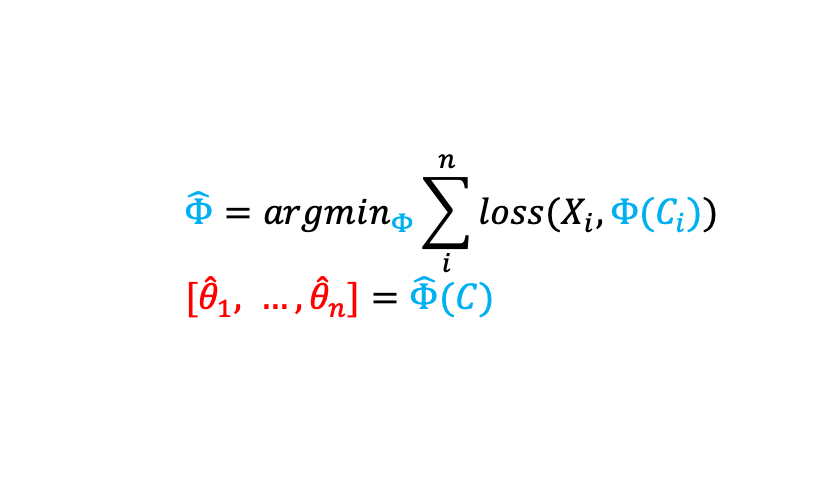 Φ̂ = argmin_Φ ∑_i^n loss(X_i, Φ(C_i))
[θ̂_1, …, θ̂_n] = Φ̂(C)